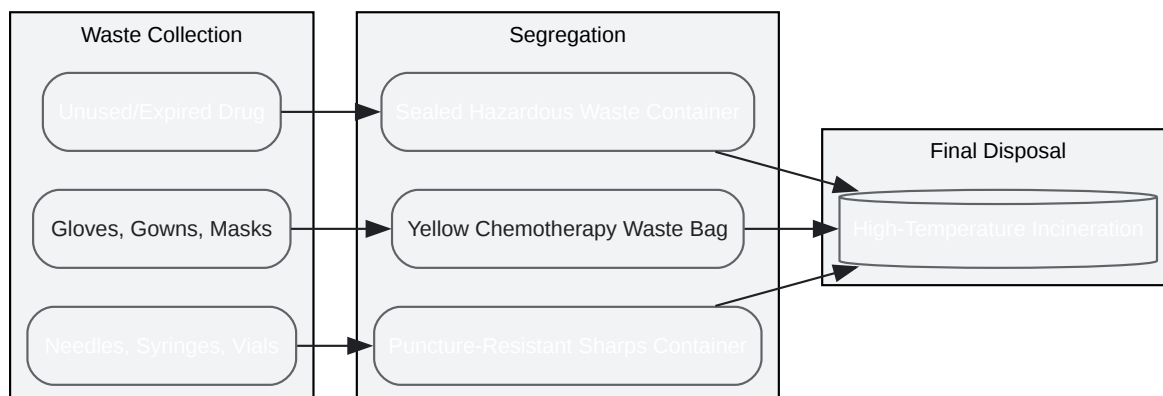 Waste Collection
Segregation
Unused/Expired Drug
Sealed Hazardous Waste Container
Final Disposal
Gloves, Gowns, Masks
Yellow Chemotherapy Waste Bag
High-Temperature Incineration
Needles, Syringes, Vials
Puncture-Resistant Sharps Container